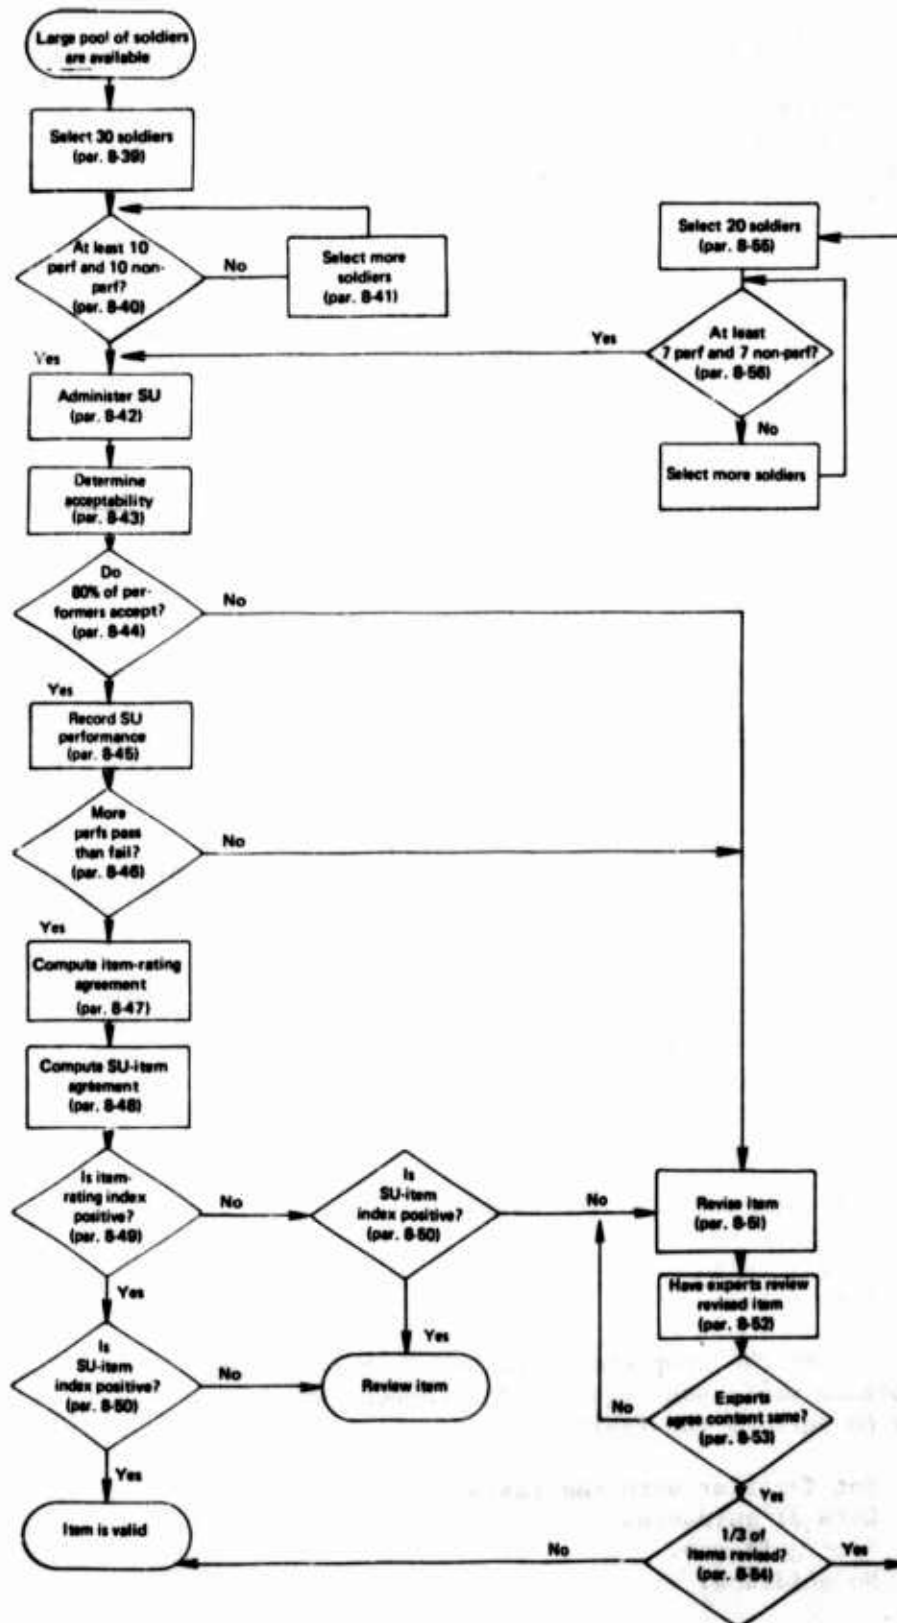 Large pool of soldiers
are available
Select 30 soldiers
(par. 8-39)
At least 10
perf and 10 non-
perf?
(par. 8-40)
No
Select more
soldiers
(par. 8-41)
Yes
Select 20 soldiers
(par. 8-55)
At least
7 perf and 7 non-perf?
(par. 8-56)
Yes
No
Select more soldiers
Administer SU
(par. 8-42)
Determine
acceptability
(par. 8-43)
Do
80% of per-
formers accept?
(par. 8-44)
No
Yes
Record SU
performance
(par. 8-45)
More
perfs pass
than fail?
(par. 8-46)
No
Yes
Compute item-rating
agreement
(par. 8-47)
Compute SU-item
agreement
(par. 8-48)
Is item-
rating index
positive?
(par. 8-49)
No
Is
SU-item
index positive?
(par. 8-50)
No
Revise item
(par. 8-51)
Have experts review
revised item
(par. 8-52)
Yes
Yes
Is
SU-item
index positive?
(par. 8-50)
No
Review item
No
Experts
agree content same?
(par. 8-53)
Yes
Yes
Item is valid
No
1/3 of
items revised?
(par. 8-54)
Yes